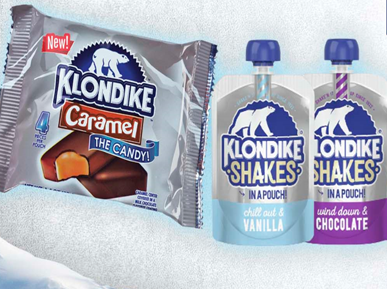 New!
KLONDIKE
Caramel
THE CANDY!
4
KLONDIKE
SHAKES
IN A POUCH!
chill out &
VANILLA
KLONDIKE
SHAKES
IN A POUCH!
wind down &
CHOCOLATE